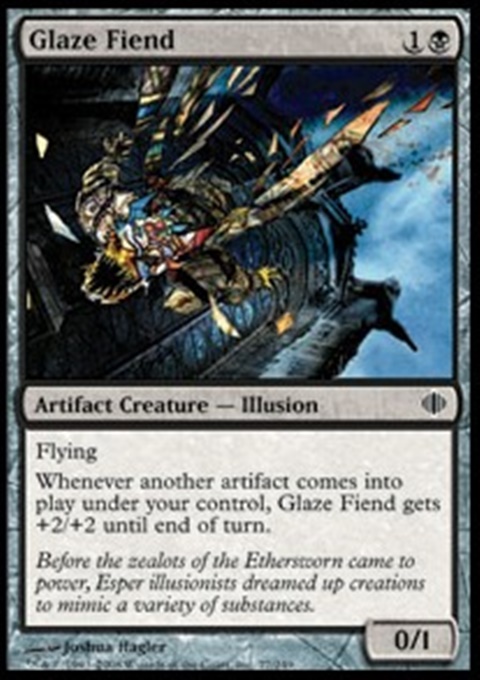 Glaze Fiend 1
Artifact Creature — Illusion
Flying
Whenever another artifact comes into
play under your control, Glaze Fiend gets
+2/+2 until end of turn.
Before the zealots of the Ethersworn came to
power, Esper illusionists dreamed up creations
to mimic a variety of substances.
0/1
Joshua Hagler